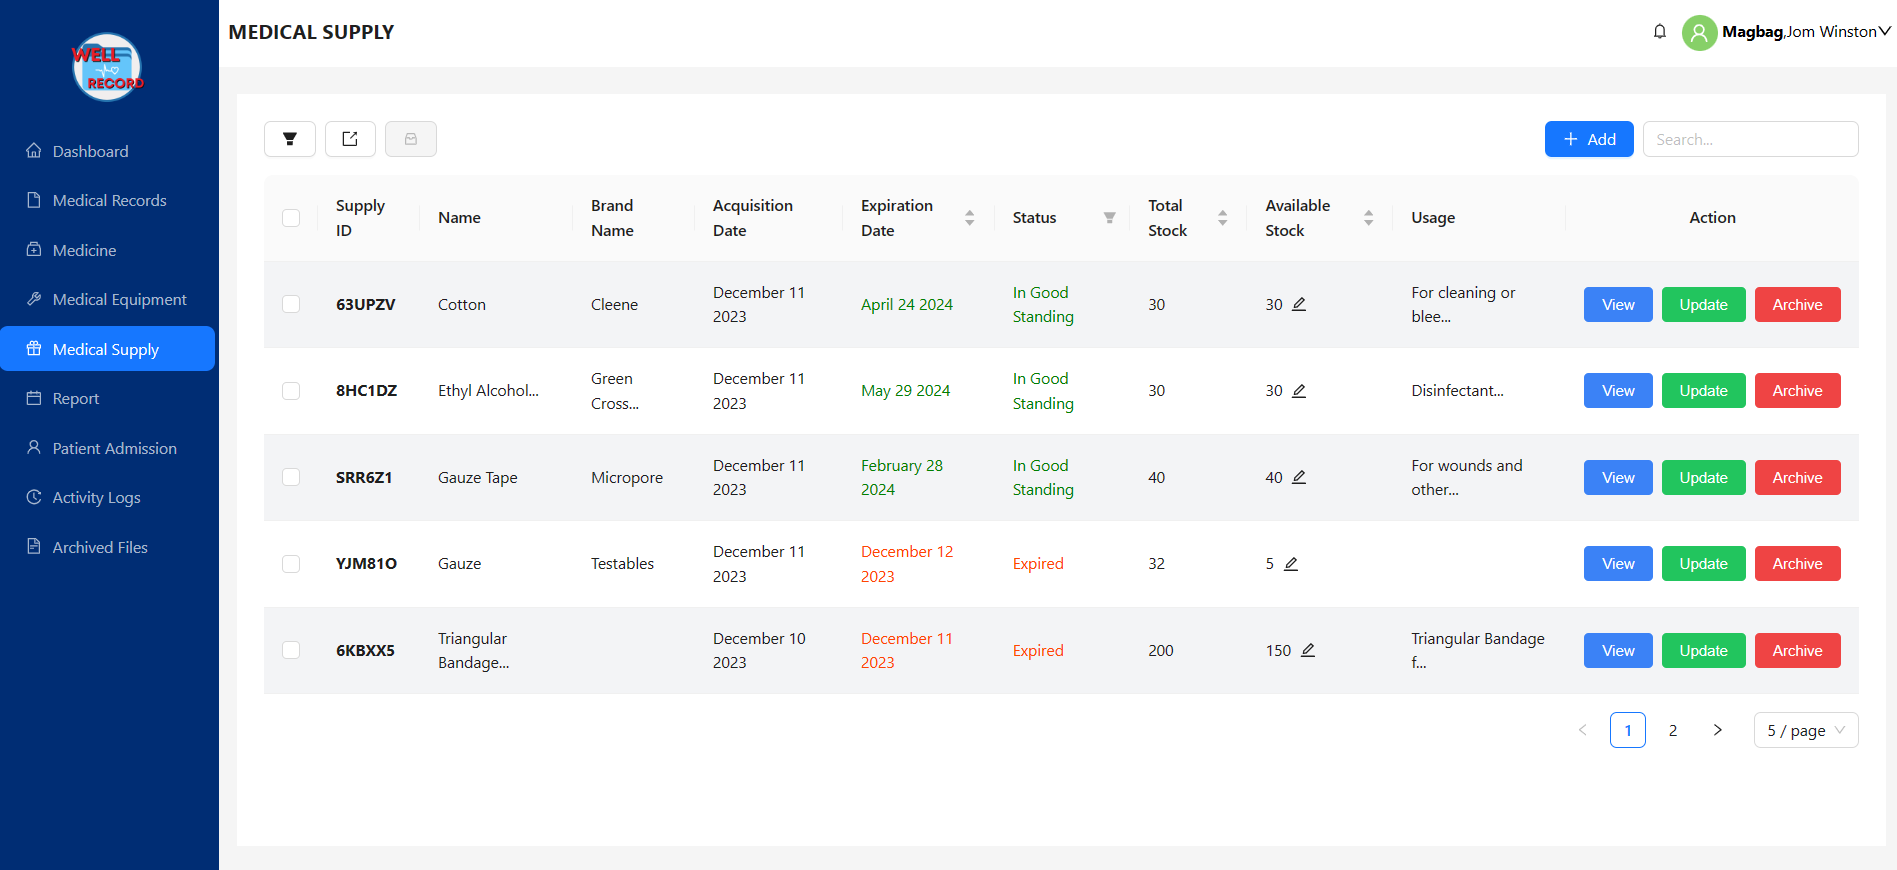 WELL
RECORD
MEDICAL SUPPLY
Magbag,Jom Winston
Dashboard
Medical Records
Medicine
Medical Equipment
Medical Supply
Report
Patient Admission
Activity Logs
Archived Files
+ Add
Search...
Supply
ID
Name
Brand
Name
Acquisition
Date
Expiration
Date
Status
Total
Stock
Available
Stock
Usage
Action
63UPZV
Cotton
Cleene
December 11
2023
April 24 2024
In Good
Standing
30
30
For cleaning or
blee...
View
Update
Archive
8HC1DZ
Ethyl Alcohol...
Green
Cross...
December 11
2023
May 29 2024
In Good
Standing
30
30
Disinfectant...
View
Update
Archive
SRR6Z1
Gauze Tape
Micropore
December 11
2023
February 28
2024
In Good
Standing
40
40
For wounds and
other...
View
Update
Archive
YJM81O
Gauze
Testables
December 11
2023
December 12
2023
Expired
32
5
View
Update
Archive
6KBXX5
Triangular
Bandage...
December 10
2023
December 11
2023
Expired
200
150
Triangular Bandage
f...
View
Update
Archive
< 1 2 >
5 / page